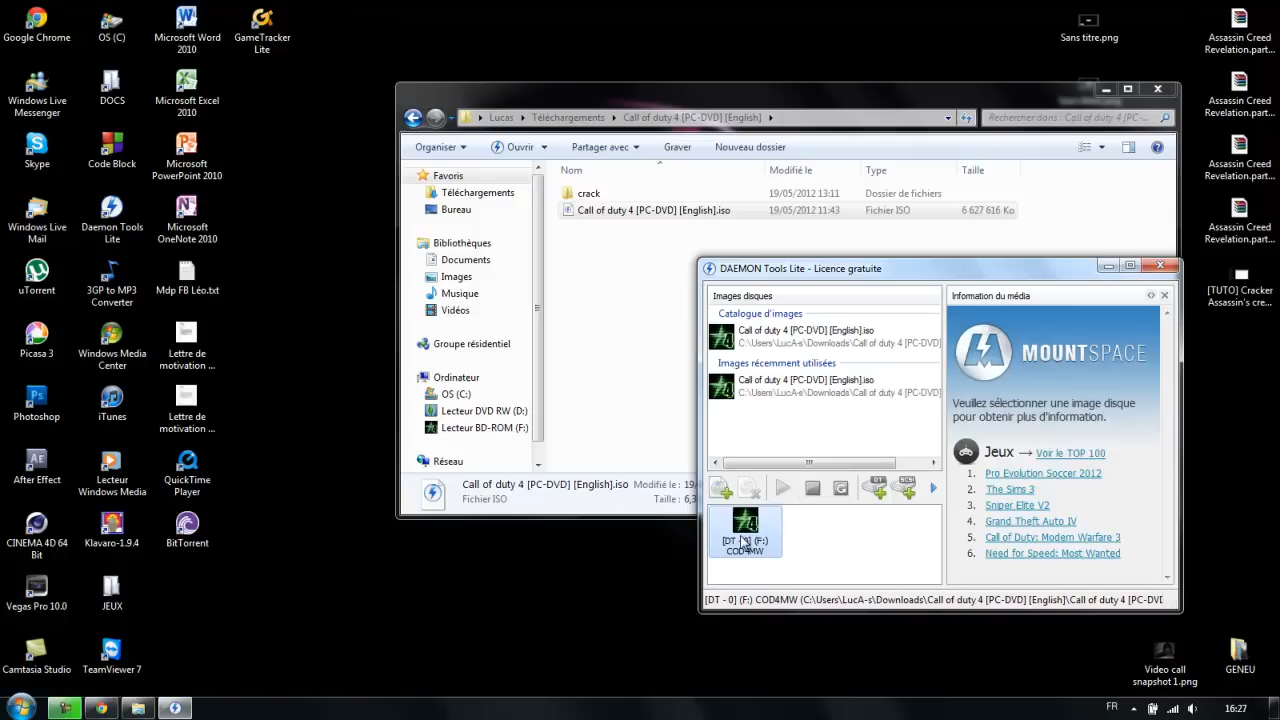 Google Chrome
OS (C)
Microsoft Word
2010
GameTracker
Lite
Windows Live
Messenger
DOCS
Microsoft Excel
2010
Skype
Code Block
Microsoft
PowerPoint 2010
Windows Live
Mail
Daemon Tools
Lite
Microsoft
OneNote 2010
uTorrent
3GP to MP3
Converter
Mdp FB Léo.txt
Picasa 3
Windows Media
Center
Lettre de
motivation ...
Photoshop
iTunes
Lettre de
motivation ...
After Effect
Lecteur
Windows Media
QuickTime
Player
CINEMA 4D 64
Bit
Klavaro-1.9.4
BitTorrent
Vegas Pro 10.0
JEUX
Camtasia Studio
TeamViewer 7
Sans titre.png
Assassin Creed
Revelation.part...
Assassin Creed
Revelation.part...
Assassin Creed
Revelation.part...
Assassin Creed
Revelation.part...
[TUTO] Cracker
Assassin's cre...
Video call
snapshot 1.png
GENEU
Lucas
Téléchargements
Call of duty 4 [PC-DVD] [English]
Rechercher dans : Call of duty 4 [PC-...
Organiser
Ouvrir
Partager avec
Graver
Nouveau dossier
Favoris
Téléchargements
Bureau
Bibliothèques
Documents
Images
Musique
Vidéos
Groupe résidentiel
Ordinateur
OS (C:)
Lecteur DVD RW (D:)
Lecteur BD-ROM (F:)
Réseau
Nom
Modifié le
Type
Taille
crack
19/05/2012 13:11
Dossier de fichiers
Call of duty 4 [PC-DVD] [English].iso
19/05/2012 11:43
Fichier ISO
6 627 616 Ko
Call of duty 4 [PC-DVD] [English].iso
Modifié le : 19/
Fichier ISO
Taille : 6,3
DAEMON Tools Lite - Licence gratuite
Images disques
Catalogue d'images
Call of duty 4 [PC-DVD] [English].iso
C:\Users\LucA-s\Downloads\Call of duty 4 [PC-DVD]
Images récemment utilisées
Call of duty 4 [PC-DVD] [English].iso
C:\Users\LucA-s\Downloads\Call of duty 4 [PC-DVD]
DT
SCSI
(F:)
COD4MW
Information du média
MOUNTSPACE
Veuillez sélectionner une image disque
pour obtenir plus d'information.
Jeux → Voir le TOP 100
1. Pro Evolution Soccer 2012
2. The Sims 3
3. Sniper Elite V2
4. Grand Theft Auto IV
5. Call of Duty: Modern Warfare 3
6. Need for Speed: Most Wanted
[DT - 0] (F:) COD4MW (C:\Users\LucA-s\Downloads\Call of duty 4 [PC-DVD] [English]\Call of duty 4 [PC-DVD
FR
16:27